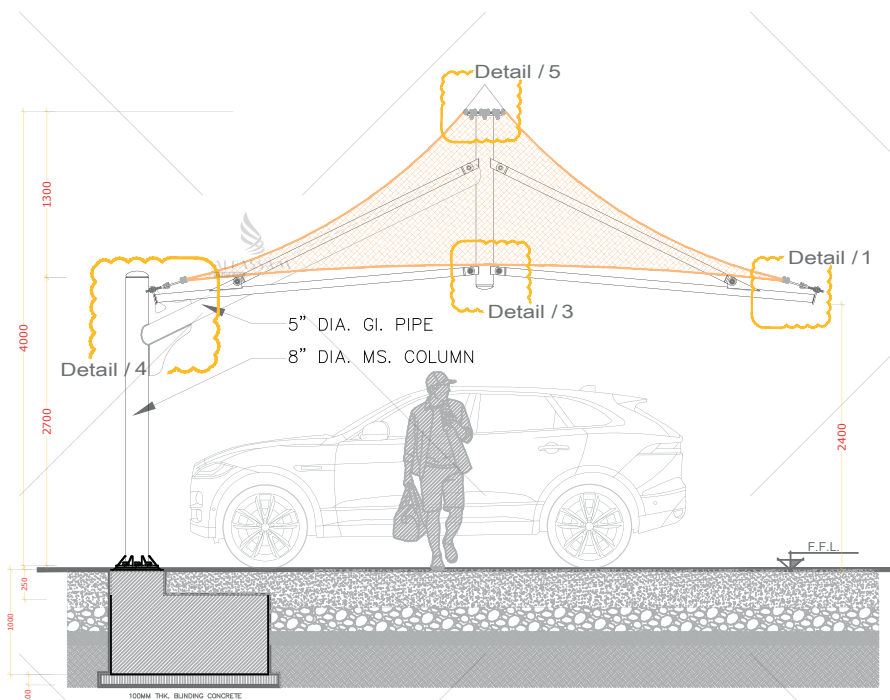 Detail / 5
1300
Detail / 1
Detail / 3
5" DIA. GI. PIPE
4000
8" DIA. MS. COLUMN
Detail / 4
2700
2400
F.F.L.
250
1000
100MM THK. BLINDING CONCRETE